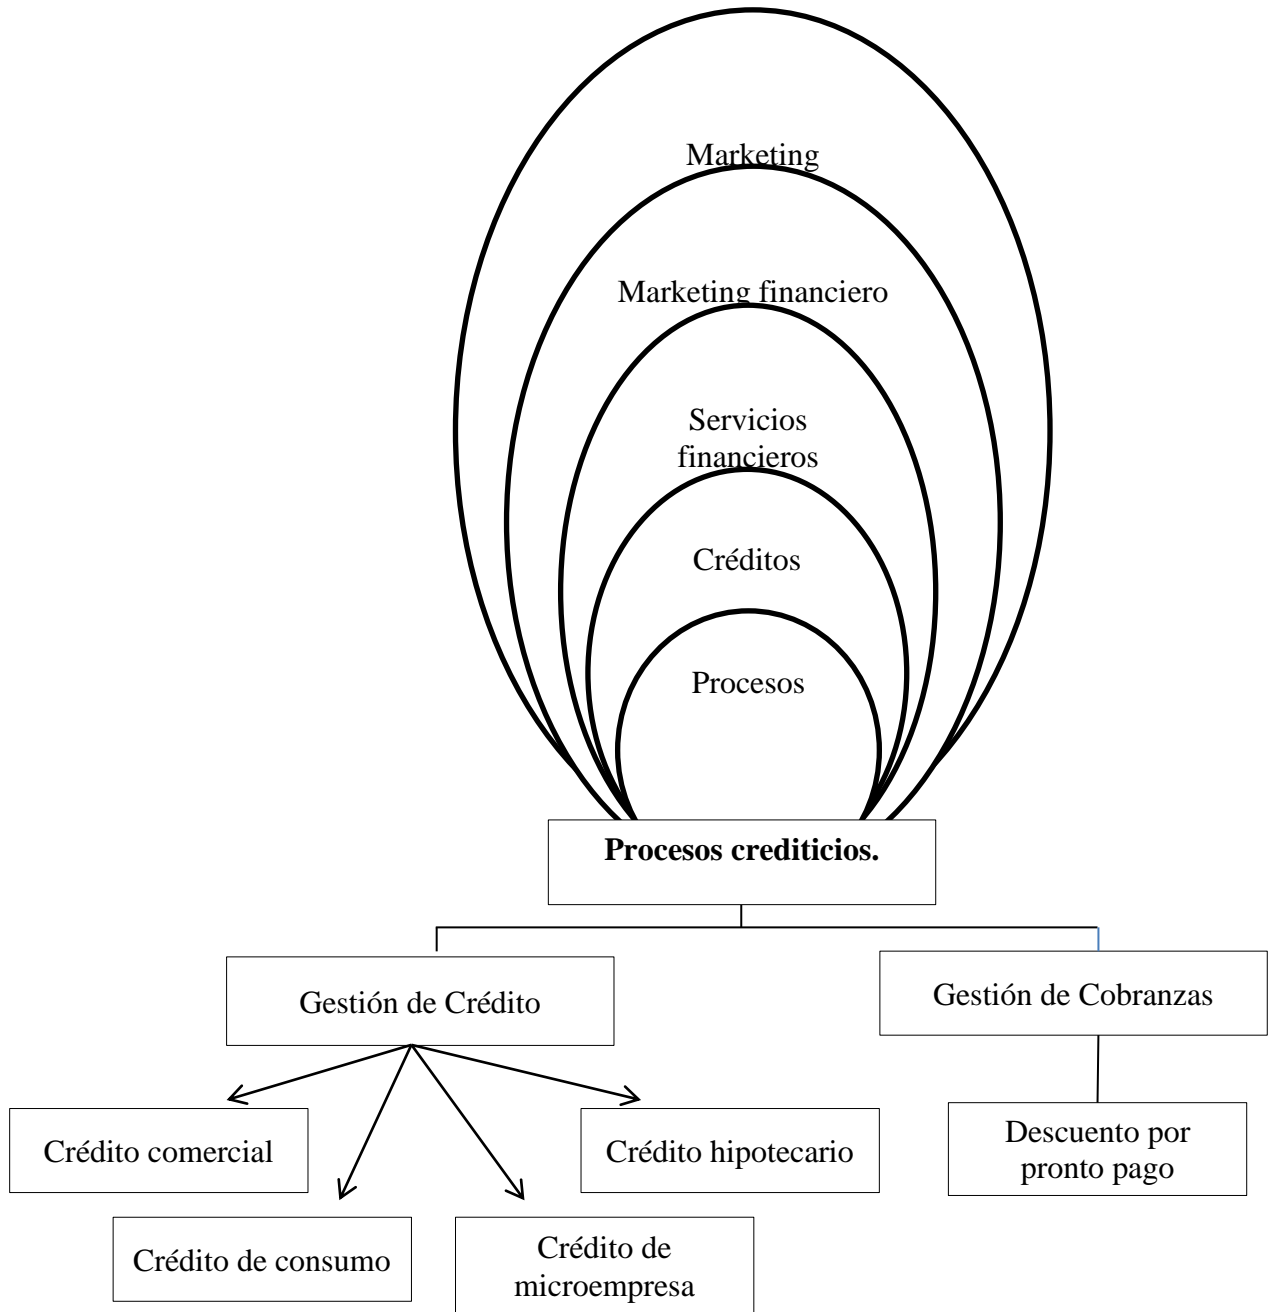 Marketing
Marketing financiero
Servicios
financieros
Créditos
Procesos
Procesos crediticios.
Gestión de Crédito
Gestión de Cobranzas
Crédito comercial
Crédito hipotecario
Descuento por
pronto pago
Crédito de consumo
Crédito de
microempresa